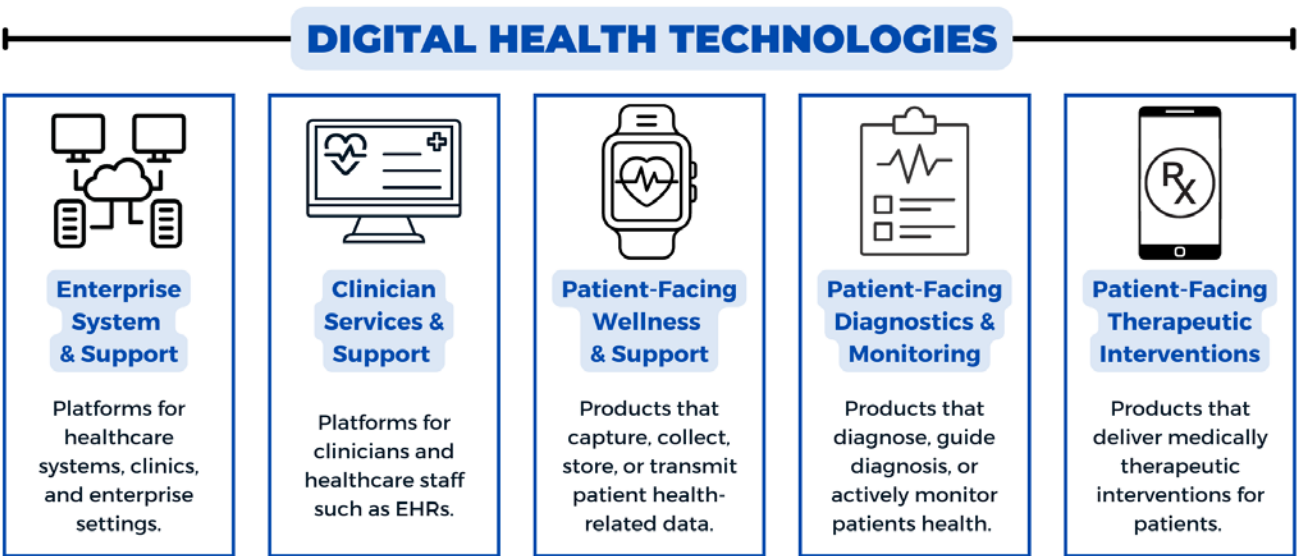 DIGITAL HEALTH TECHNOLOGIES
Enterprise
System
& Support
Platforms for
healthcare
systems, clinics,
and enterprise
settings.
Clinician
Services &
Support
Platforms for
clinicians and
healthcare staff
such as EHRs.
Patient-Facing
Wellness
& Support
Products that
capture, collect,
store, or transmit
patient health-
related data.
Patient-Facing
Diagnostics &
Monitoring
Products that
diagnose, guide
diagnosis, or
actively monitor
patients health.
Rx
Patient-Facing
Therapeutic
Interventions
Products that
deliver medically
therapeutic
interventions for
patients.